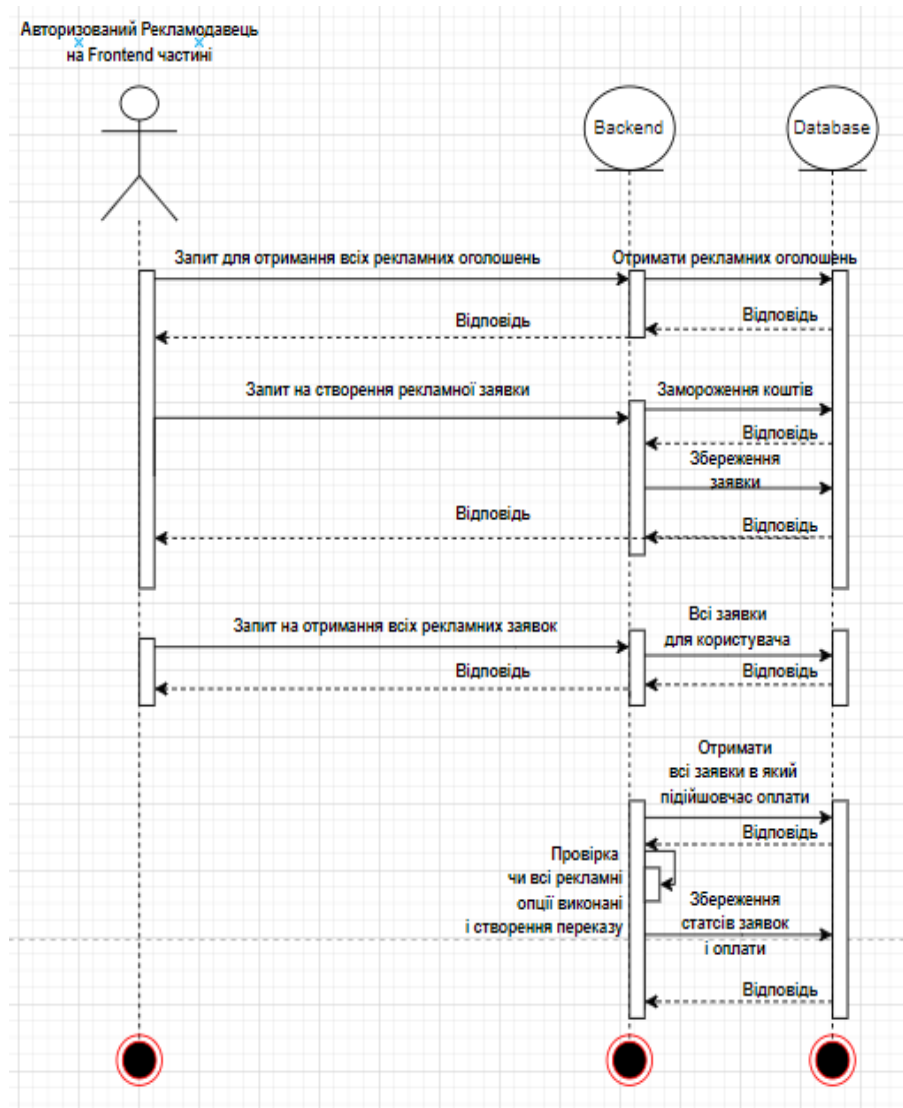 Авторизований Рекламодавець
на Frontend частині
Backend
Database
Запит для отримання всіх рекламних оголошень
Отримати рекламних оголошень
Відповідь
Відповідь
Запит на створення рекламної заявки
Замороження коштів
Відповідь
Збереження
заявки
Відповідь
Відповідь
Запит на отримання всіх рекламних заявок
Всі заявки
для користувача
Відповідь
Відповідь
Отримати
всі заявки в який
підійшовчас оплати
Відповідь
Провірка
чи всі рекламні
опції виконані
і створення переказу
Збереження
статсів заявок
і оплати
Відповідь